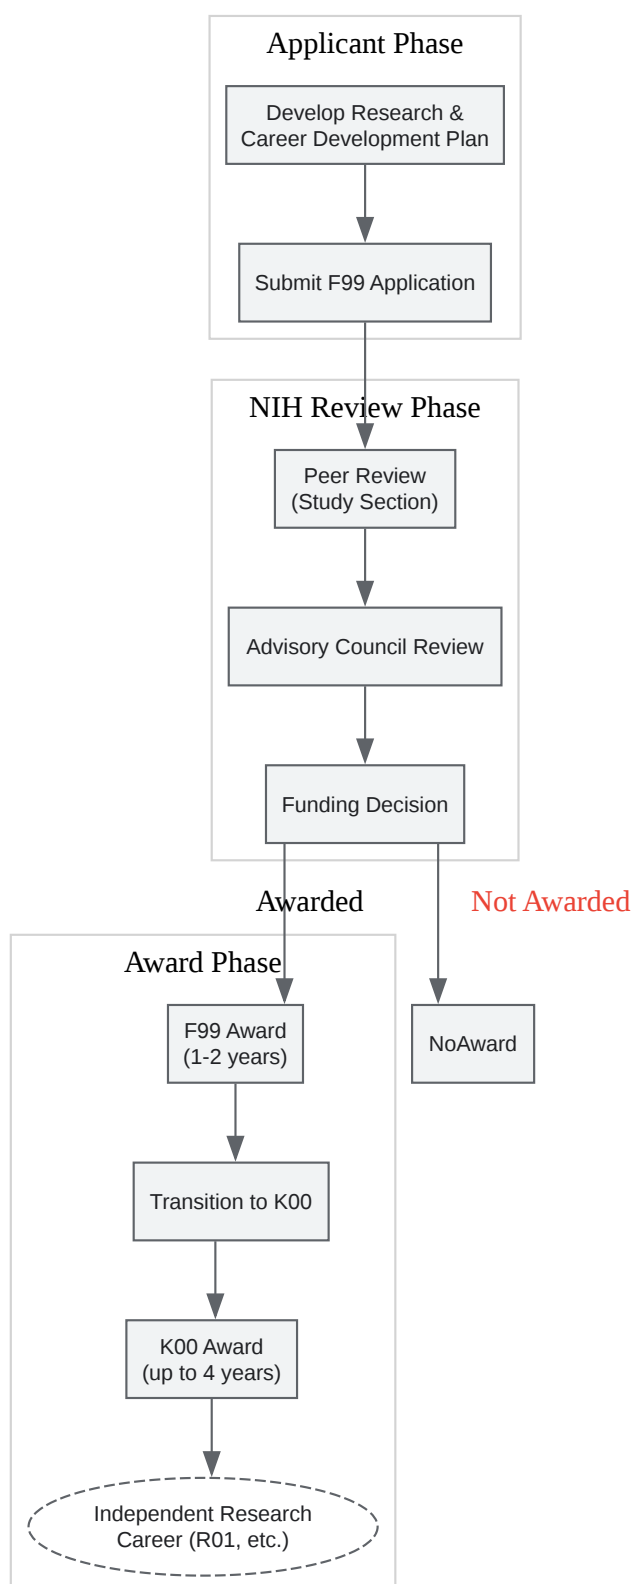 Applicant Phase
Develop Research &
Career Development Plan
Submit F99 Application
NIH Review Phase
Peer Review
(Study Section)
Advisory Council Review
Funding Decision
Awarded
Not Awarded
Award Phase
F99 Award
(1-2 years)
NoAward
Transition to K00
K00 Award
(up to 4 years)
Independent Research
Career (R01, etc.)